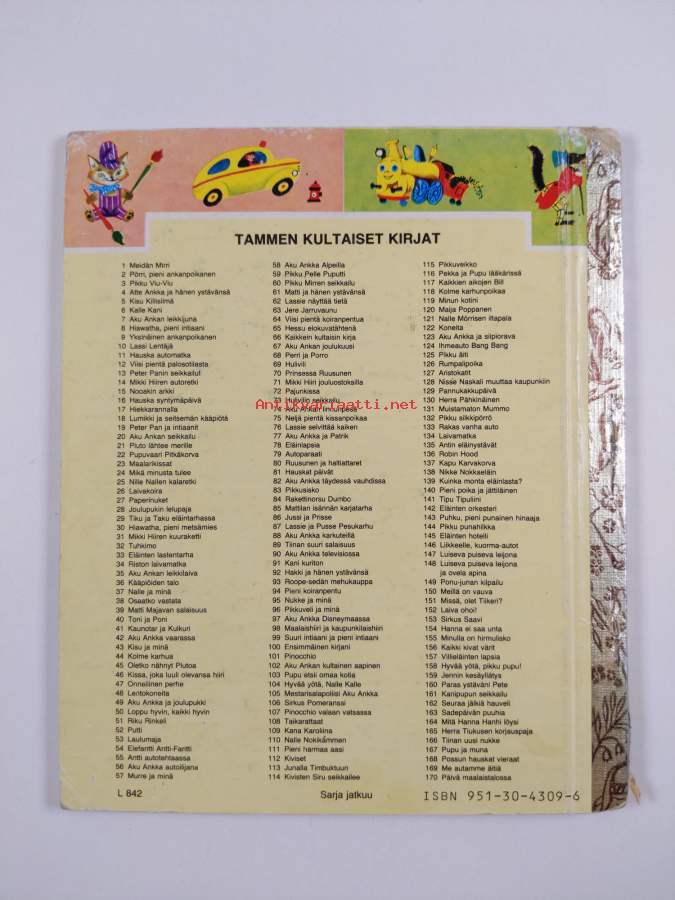 TAMMEN KULTAISET KIRJAT
1 Meidän Mirri
2 Pörri, pieni ankanpoikanen
3 Pikku Viu-Viu
4 Atte Ankka ja hänen ystävänsä
5 Kisu Kiliselmä
6 Kalle Kani
7 Aku Ankan leikkijuna
8 Hiawatha, pieni intiaani
9 Yksinäinen ankanpoikanen
10 Lassi Lentäjä
11 Hauska automatka
12 Viisi pientä palosotilasta
13 Peter Panin seikkailut
14 Mikki Hiiren autoretki
15 Nooakin arkki
16 Hauska syntymäpäivä
17 Hiekkarannalla
18 Lumikki ja seitsemän kääpiötä
19 Peter Pan ja intiaanit
20 Aku Ankan seikkailu
21 Pluto lähtee merille
22 Pupuvaari Pitkäkorva
23 Maalarikissat
24 Mikä minusta tulee
25 Nille Nallen kalaretki
26 Laivakoira
27 Paperinuket
28 Joulupukin lelupaja
29 Tiku ja Taku eläintarhassa
30 Hiawatha, pieni metsämies
31 Mikki Hiiren kuuraketti
32 Tuhkimo
33 Eläinten lastentarha
34 Riston laivamatka
35 Aku Ankan leikkilaiva
36 Kääpiöiden talo
37 Nalle ja minä
38 Osaatko vastata
39 Matti Majavan salaisuus
40 Toni ja Poni
41 Kaunotar ja Kulkuri
42 Aku Ankka vaarassa
43 Kisu ja minä
44 Kolme karhua
45 Oletko nähnyt Plutoa
46 Kissa, joka luuli olevansa hiiri
47 Onnellinen perhe
48 Lentokoneita
49 Aku Ankka ja joulupukki
50 Loppu hyvin, kaikki hyvin
51 Riku Rinkeli
52 Putti
53 Laulumaja
54 Elefantti Antti-Fantti
55 Antti autotehtaassa
56 Aku Ankka autoilijana
57 Murre ja minä
58 Aku Ankka Alpeilla
59 Pikku Pelle Puputti
60 Pikku Mirren seikkailu
61 Matti ja hänen ystävänsä
62 Lassie näyttää tietä
63 Jere Jarruvaunu
64 Viisi pientä koiranpentua
65 Hessu elokuvatähtenä
66 Kaikkein kultaisin kirja
67 Aku Ankan joulukuusi
68 Perri ja Porro
69 Hulivili
70 Prinsessa Ruusunen
71 Mikki Hiiri jouluostoksilla
72 Pajunkissa
73 Hulivilin seikkailu
74 Aku Ankan linnunpesä
75 Neljä pientä kissanpoikaa
76 Lassie selvittää kaiken
77 Aku Ankka ja Patrik
78 Eläinlapsia
79 Autoparaati
80 Ruusunen ja haltiattaret
81 Hauskat päivät
82 Aku Ankka täydessä vauhdissa
83 Pikkusisko
84 Rakettinorsu Dumbo
85 Mattilan isännän karjatarha
86 Jussi ja Prisse
87 Lassie ja Pusse Pesukarhu
88 Aku Ankka karkuteillä
89 Tiinan suuri salaisuus
90 Aku Ankka televisiossa
91 Kani kuriton
92 Hakki ja hänen ystävänsä
93 Roope-sedän mehukauppa
94 Pieni koiranpentu
95 Nukke ja minä
96 Pikkuveli ja minä
97 Aku Ankka Disneymaassa
98 Maalaishiiri ja kaupunkilaishiiri
99 Suuri intiaani ja pieni intiaani
100 Ensimmäinen kirjani
101 Pinocchio
102 Aku Ankan kultainen aapinen
103 Pupu etsii omaa kotia
104 Hyvää yötä, Nalle Kalle
105 Mestarisalapoliisi Aku Ankka
106 Sirkus Pomeranssi
107 Pinocchio valaan vatsassa
108 Taikarattaat
109 Kana Karoliina
110 Nalle Nokikämmen
111 Pieni harmaa aasi
112 Kiviset
113 Junalla Timbuktuun
114 Kivisten Siru seikkailee
115 Pikkuveikko
116 Pekka ja Pupu lääkärissä
117 Kaikkien aikojen Bill
118 Kolme karhunpoikaa
119 Minun kotini
120 Maija Poppanen
121 Nalle Mörrisen iltapala
122 Koneita
123 Aku Ankka ja siipiorava
124 Ihmeauto Bang Bang
125 Pikku äiti
126 Rumpalipoika
127 Aristokatit
128 Nisse Naskali muuttaa kaupunkiin
129 Pannukakkupäivä
130 Herra Pähkinäinen
131 Muistamaton Mummo
132 Pikku silkkipörrö
133 Rakas vanha auto
134 Laivamatka
135 Antin eläinystävät
136 Robin Hood
137 Kapu Karvakorva
138 Nikke Nokkaeläin
139 Kuinka monta eläinlasta?
140 Pieni poika ja jättiläinen
141 Tipu Tipuliini
142 Eläinten orkesteri
143 Puhku, pieni punainen hinaaja
144 Pikku punahilkka
145 Eläinten hotelli
146 Liikkeelle, kuorma-autot
147 Luiseva puiseva leijona
148 Luiseva puiseva leijona
ja ovela apina
149 Ponu-junan kilpailu
150 Meillä on vauva
151 Missä, olet Tiikeri?
152 Laiva ohoi!
153 Sirkus Saavi
154 Hanna ei saa unta
155 Minulla on hirmulisko
156 Kaikki kivat värit
157 Villieläinten lapsia
158 Hyvää yötä, pikku pupu!
159 Jennin kesäyllätys
160 Paras ystäväni Pete
161 Kanipupun seikkailu
162 Seuraa jälkiä hauveli
163 Sadepäivän puuhia
164 Mitä Hanna Hanhi löysi
165 Herra Tiukusen korjauspaja
166 Tiinan uusi nukke
167 Pupu ja muna
168 Possun hauskat vieraat
169 Me autamme äitiä
170 Päivä maalaistalossa
L 842
Sarja jatkuu
ISBN 951-30-4309-6
Antikvariaatti.net